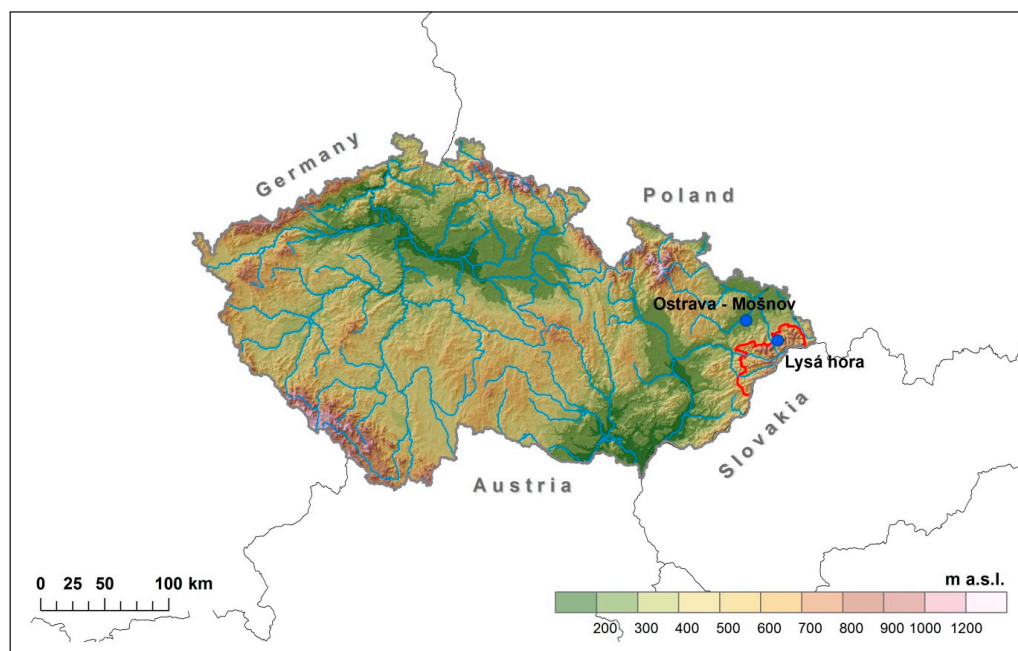 Germany
Poland
Ostrava - Mošnov
Lysá hora
Slovakia
Austria
0 25 50 100 km
m a.s.l.
200 300 400 500 600 700 800 900 1000 1200